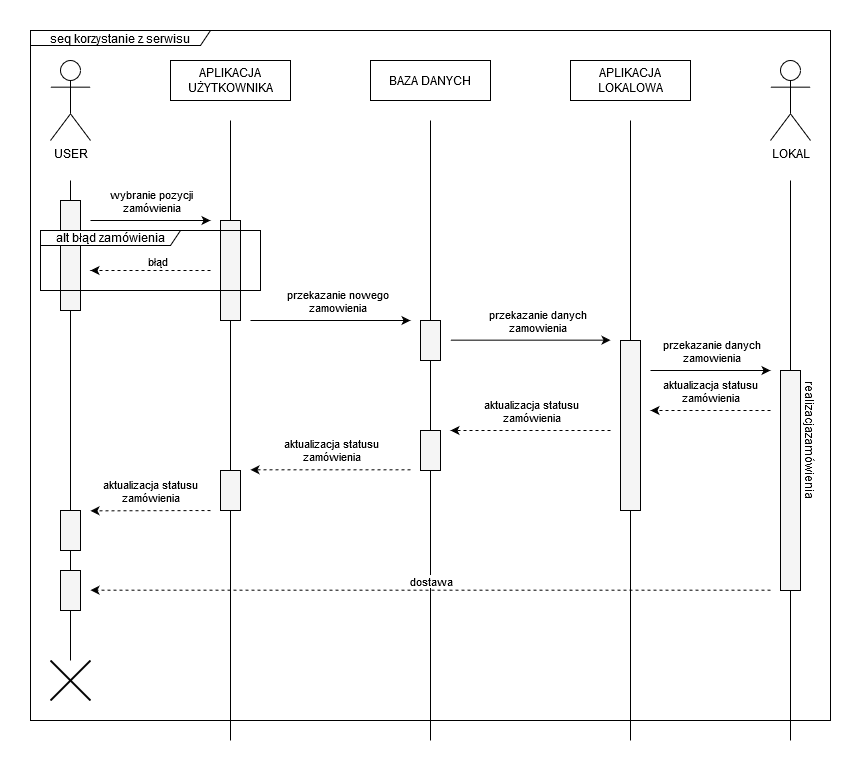 seq korzystanie z serwisu
APLIKACJA
UŻYTKOWNIKA
BAZA DANYCH
APLIKACJA
LOKALOWA
USER
LOKAL
wybranie pozycji
zamówienia
alt błąd zamówienia
błąd
przekazanie nowego
zamowienia
przekazanie danych
zamowienia
przekazanie danych
zamowienia
aktualizacja statusu
zamówienia
realizacjazamówienia
aktualizacja statusu
zamówienia
aktualizacja statusu
zamówienia
aktualizacja statusu
zamówienia
dostawa